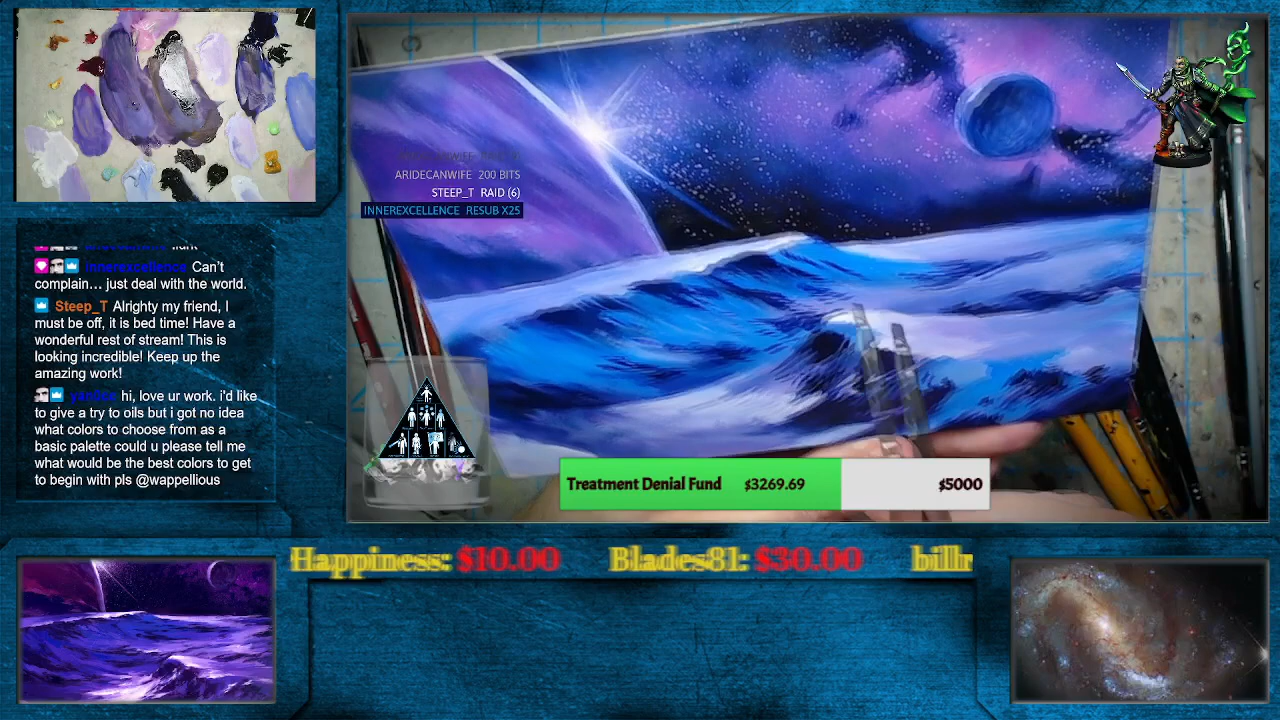 innerexcellence Can't
complain… just deal with the world.
Steep_T Alrighty my friend, I
must be off, it is bed time! Have a
wonderful rest of stream! This is
looking incredible! Keep up the
amazing work!
hi, love ur work. i'd like
to give a try to oils but i got no idea
what colors to choose from as a
basic palette could u please tell me
what would be the best colors to get
to begin with pls @wappellious
ARIDECANWIFE 200 BITS
STEEP_T RAID (6)
INNEREXCELLENCE RESUB X25
Treatment Denial Fund $3269.69 $5000
Happiness: $10.00 Blades81: $30.00 billr